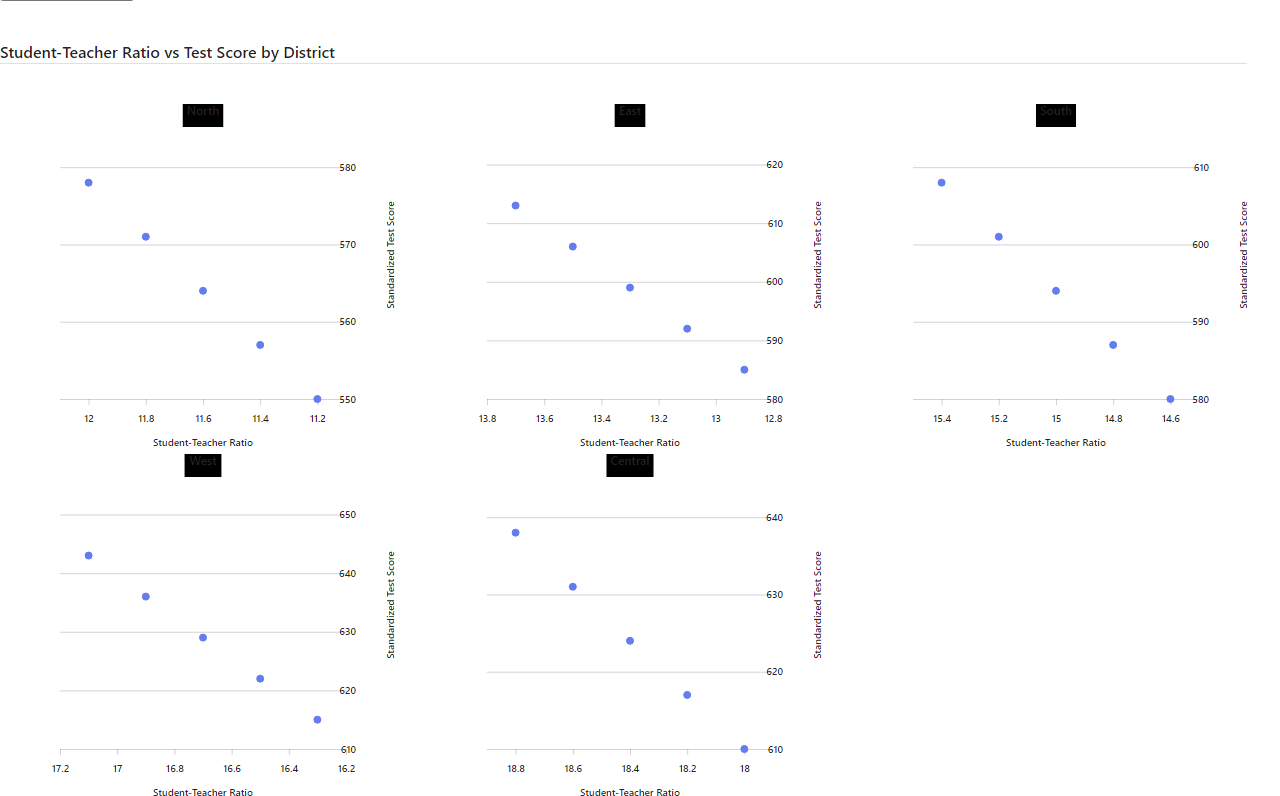 Student-Teacher Ratio vs Test Score by District
North
580
570
560
550
12 11.8 11.6 11.4 11.2
Student-Teacher Ratio
Standardized Test Score
East
620
610
600
590
580
13.8 13.6 13.4 13.2 13 12.8
Student-Teacher Ratio
Standardized Test Score
South
610
600
590
580
15.4 15.2 15 14.8 14.6
Student-Teacher Ratio
Standardized Test Score
West
650
640
630
620
610
17.2 17 16.8 16.6 16.4 16.2
Student-Teacher Ratio
Standardized Test Score
Central
640
630
620
610
18.8 18.6 18.4 18.2 18
Student-Teacher Ratio
Standardized Test Score